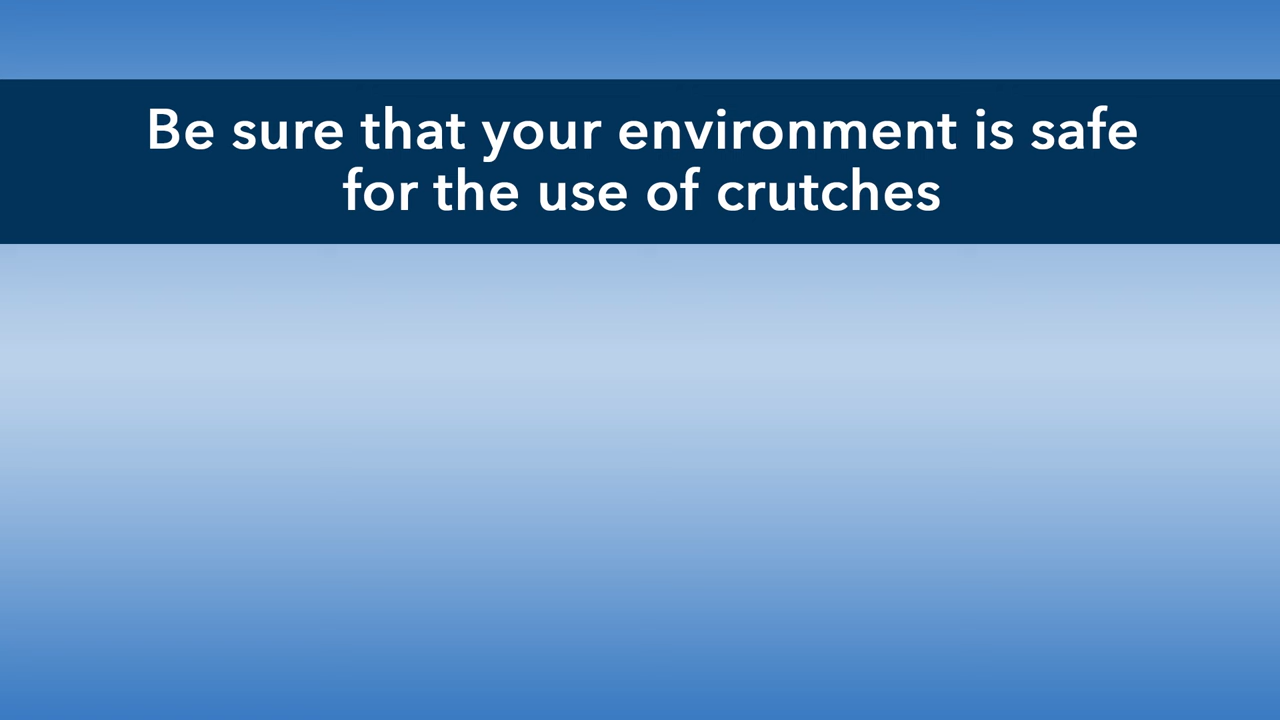 Be sure that your environment is safe
for the use of crutches